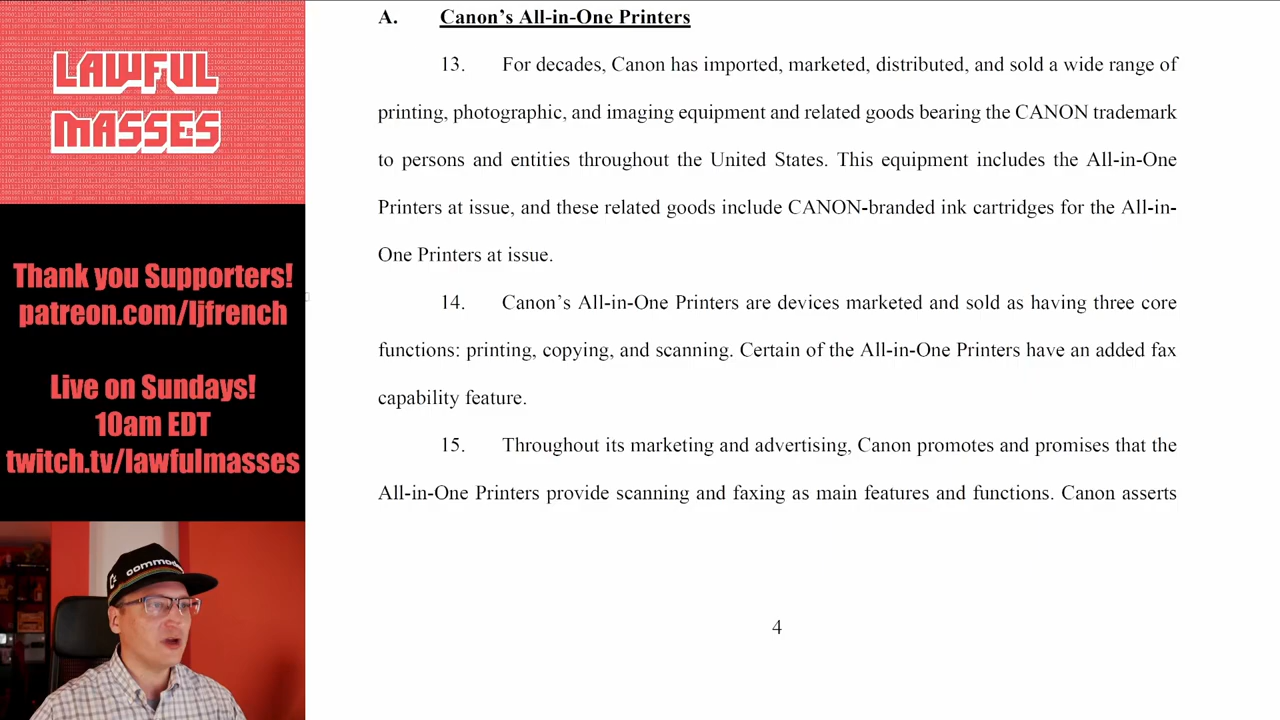 LAWFUL
MASSES
Thank you Supporters!
patreon.com/ljfrench
Live on Sundays!
10am EDT
twitch.tv/lawfulmasses
A. Canon’s All-in-One Printers
13. For decades, Canon has imported, marketed, distributed, and sold a wide range of
printing, photographic, and imaging equipment and related goods bearing the CANON trademark
to persons and entities throughout the United States. This equipment includes the All-in-One
Printers at issue, and these related goods include CANON-branded ink cartridges for the All-in-
One Printers at issue.
14. Canon’s All-in-One Printers are devices marketed and sold as having three core
functions: printing, copying, and scanning. Certain of the All-in-One Printers have an added fax
capability feature.
15. Throughout its marketing and advertising, Canon promotes and promises that the
All-in-One Printers provide scanning and faxing as main features and functions. Canon asserts
4